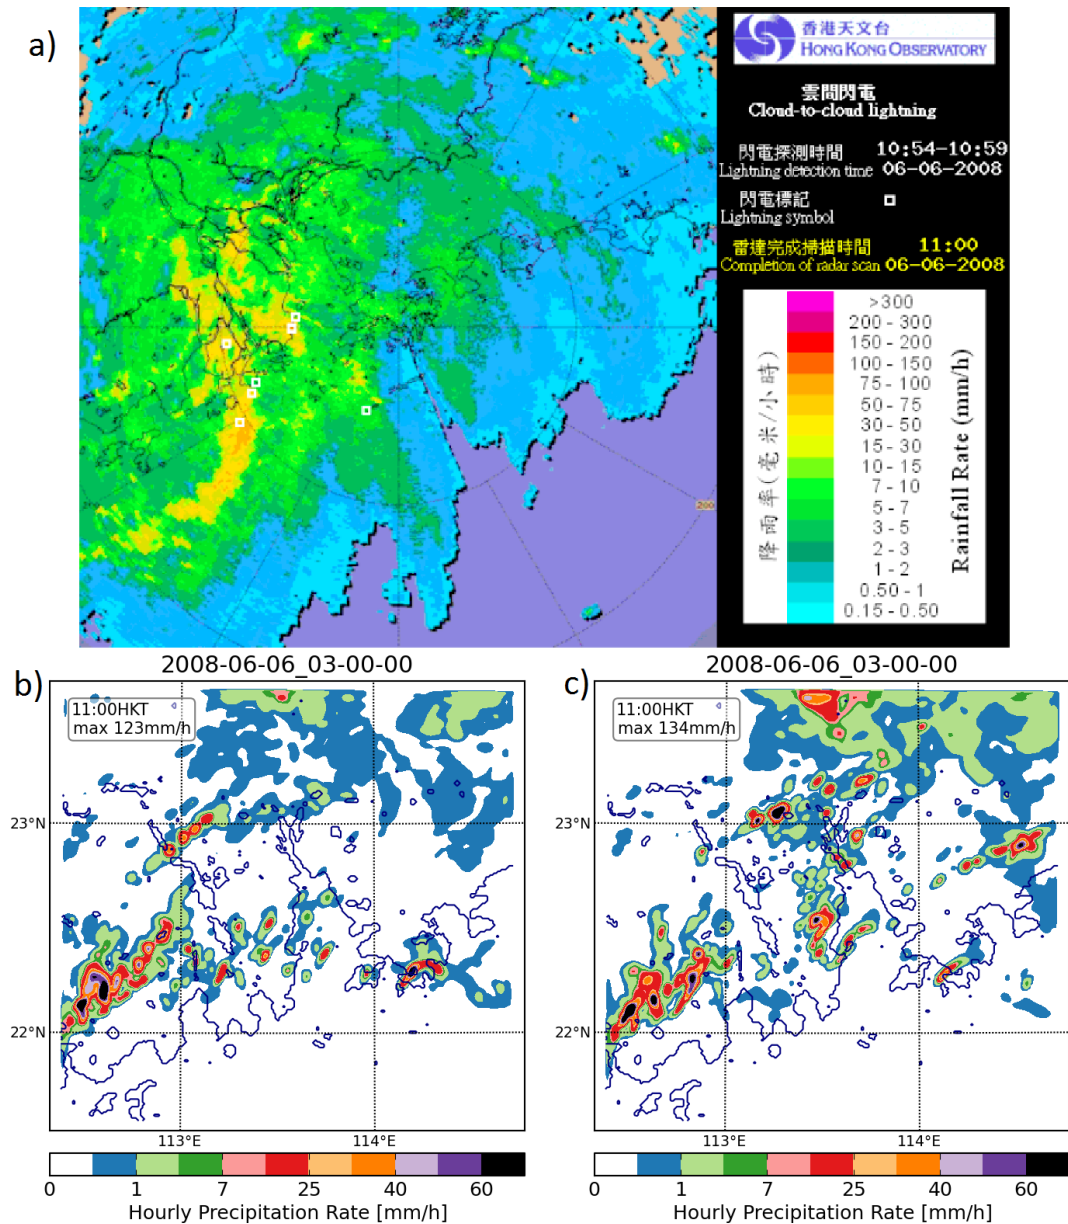 a)
香港天文台
HONG KONG OBSERVATORY
雲間閃電
Cloud-to-cloud lightning
閃電探測時間 10:54-10:59
Lightning detection time 06-06-2008
閃電標記
Lightning symbol
雷達完成掃描時間 11:00
Completion of radar scan 06-06-2008
降雨率(毫米/小時)
Rainfall Rate (mm/h)
>300
200 - 300
150 - 200
100 - 150
75 - 100
50 - 75
30 - 50
15 - 30
10 - 15
7 - 10
5 - 7
3 - 5
2 - 3
1 - 2
0.50 - 1
0.15 - 0.50
200
b)
2008-06-06_03-00-00
11:00HKT
max 123mm/h
23°N
22°N
113°E 114°E
0 1 7 25 40 60
Hourly Precipitation Rate [mm/h]
c)
2008-06-06_03-00-00
11:00HKT
max 134mm/h
23°N
22°N
113°E 114°E
0 1 7 25 40 60
Hourly Precipitation Rate [mm/h]